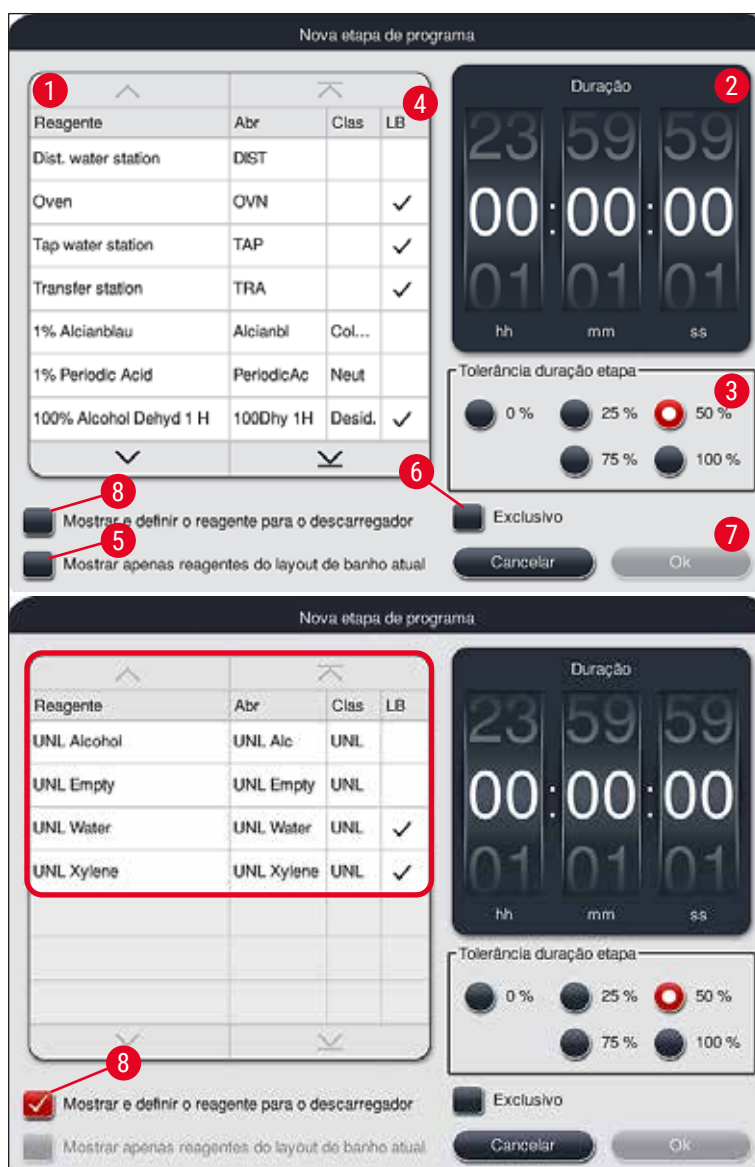 Nova etapa de programa
1
4
Reagente Abr Clas LB
Dist. water station DIST
Oven OVN ✓
Tap water station TAP ✓
Transfer station TRA ✓
1% Alcianblau Alcianbl Col...
1% Periodic Acid PeriodicAc Neut
100% Alcohol Dehyd 1 H 100Dhy 1H Desid. ✓
Duração
2
23 59 59
00:00:00
01 01 01
hh mm ss
Tolerância duração etapa
3
0 % 25 % 50 %
75 % 100 %
8
Mostrar e definir o reagente para o descarregador
5
Mostrar apenas reagentes do layout de banho atual
6
Exclusivo
7
Cancelar Ok
Nova etapa de programa
Reagente Abr Clas LB
UNL Alcohol UNL Alc UNL
UNL Empty UNL Empty UNL
UNL Water UNL Water UNL ✓
UNL Xylene UNL Xylene UNL ✓
Duração
23 59 59
00:00:00
01 01 01
hh mm ss
Tolerância duração etapa
0 % 25 % 50 %
75 % 100 %
8
Mostrar e definir o reagente para o descarregador
Mostrar apenas reagentes do layout de banho atual
Exclusivo
Cancelar Ok